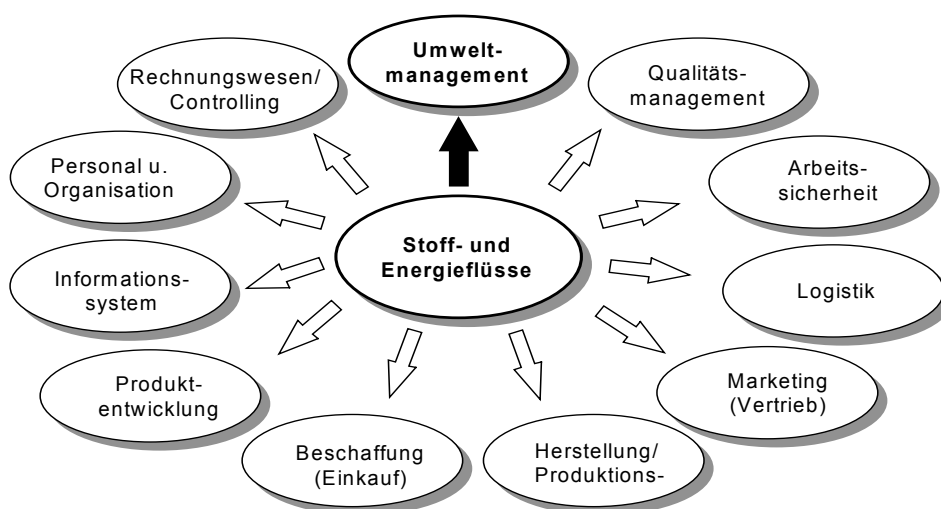 Umwelt-
management
Rechnungswesen/
Controlling
Qualitäts-
management
Personal u.
Organisation
Arbeits-
sicherheit
Stoff- und
Energieflüsse
Informations-
system
Logistik
Produkt-
entwicklung
Marketing
(Vertrieb)
Beschaffung
(Einkauf)
Herstellung/
Produktions-